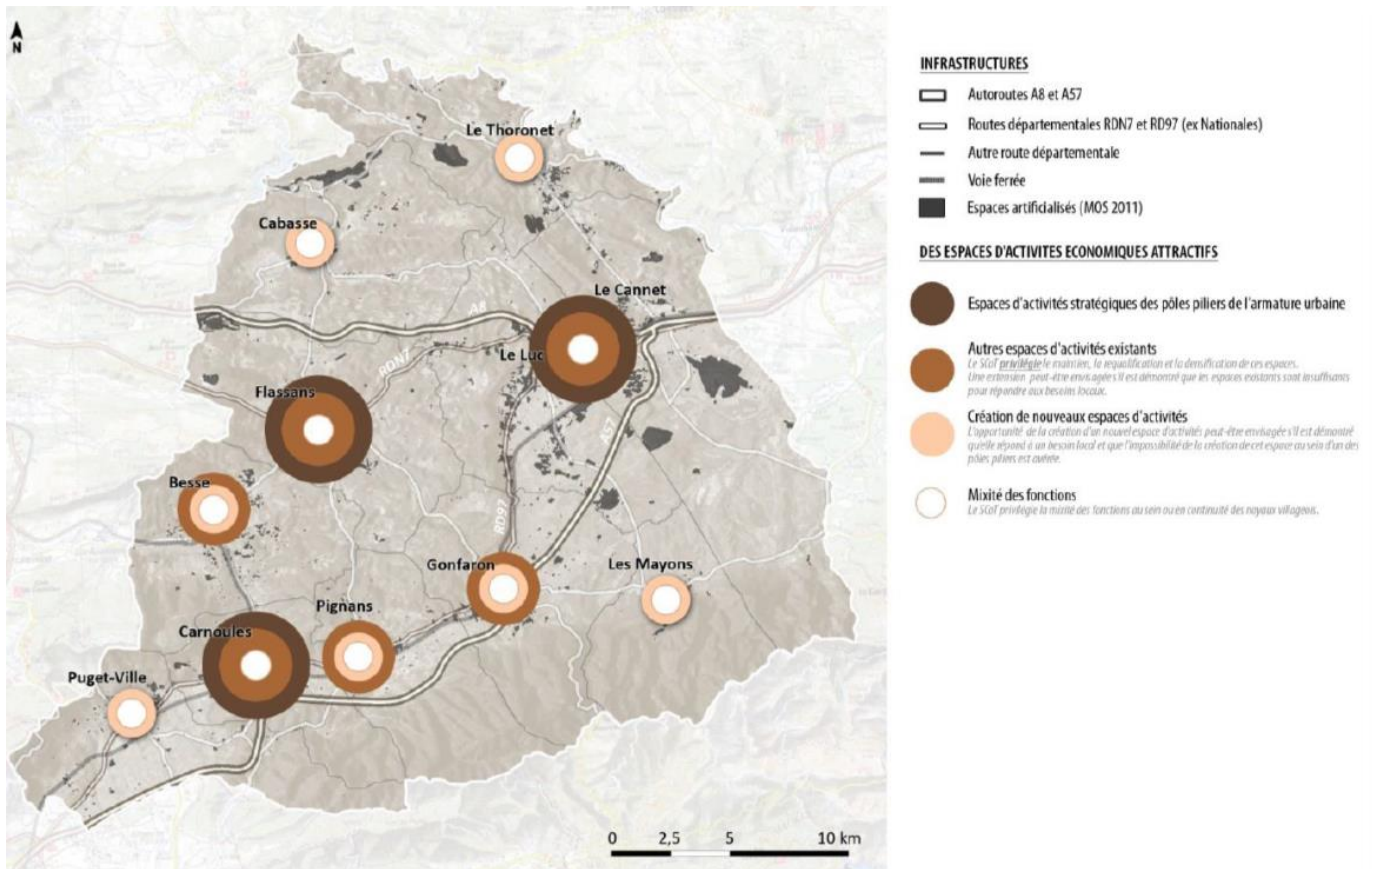 N
Le Thoronet
Cabasse
Le Cannet
A8
Le Luc
RDN7
Flassans
A57
Besse
RD97
Gonfaron
Les Mayons
Pignans
Carnoules
Puget-Ville
0 2,5 5 10 km
INFRASTRUCTURES
Autoroutes A8 et A57
Routes départementales RDN7 et RD97 (ex Nationales)
Autre route départementale
Voie ferrée
Espaces artificialisés (MOS 2011)
DES ESPACES D'ACTIVITES ECONOMIQUES ATTRACTIFS
Espaces d'activités stratégiques des pôles piliers de l'armature urbaine
Autres espaces d'activités existants
Le SCoT privilégie le maintien, la requalification et la densification de ces espaces.
Une extension peut-être envisagée s'il est démontré que les espaces existants sont insuffisants
pour répondre aux besoins locaux.
Création de nouveaux espaces d'activités
L'opportunité de la création d'un nouvel espace d'activités peut-être envisagée s'il est démontré
qu'elle répond à un besoin local et que l'impossibilité de la création de cet espace au sein d'un des
pôles piliers est avérée.
Mixité des fonctions
Le SCoT privilégie la mixité des fonctions au sein ou en continuité des noyaux villageois.